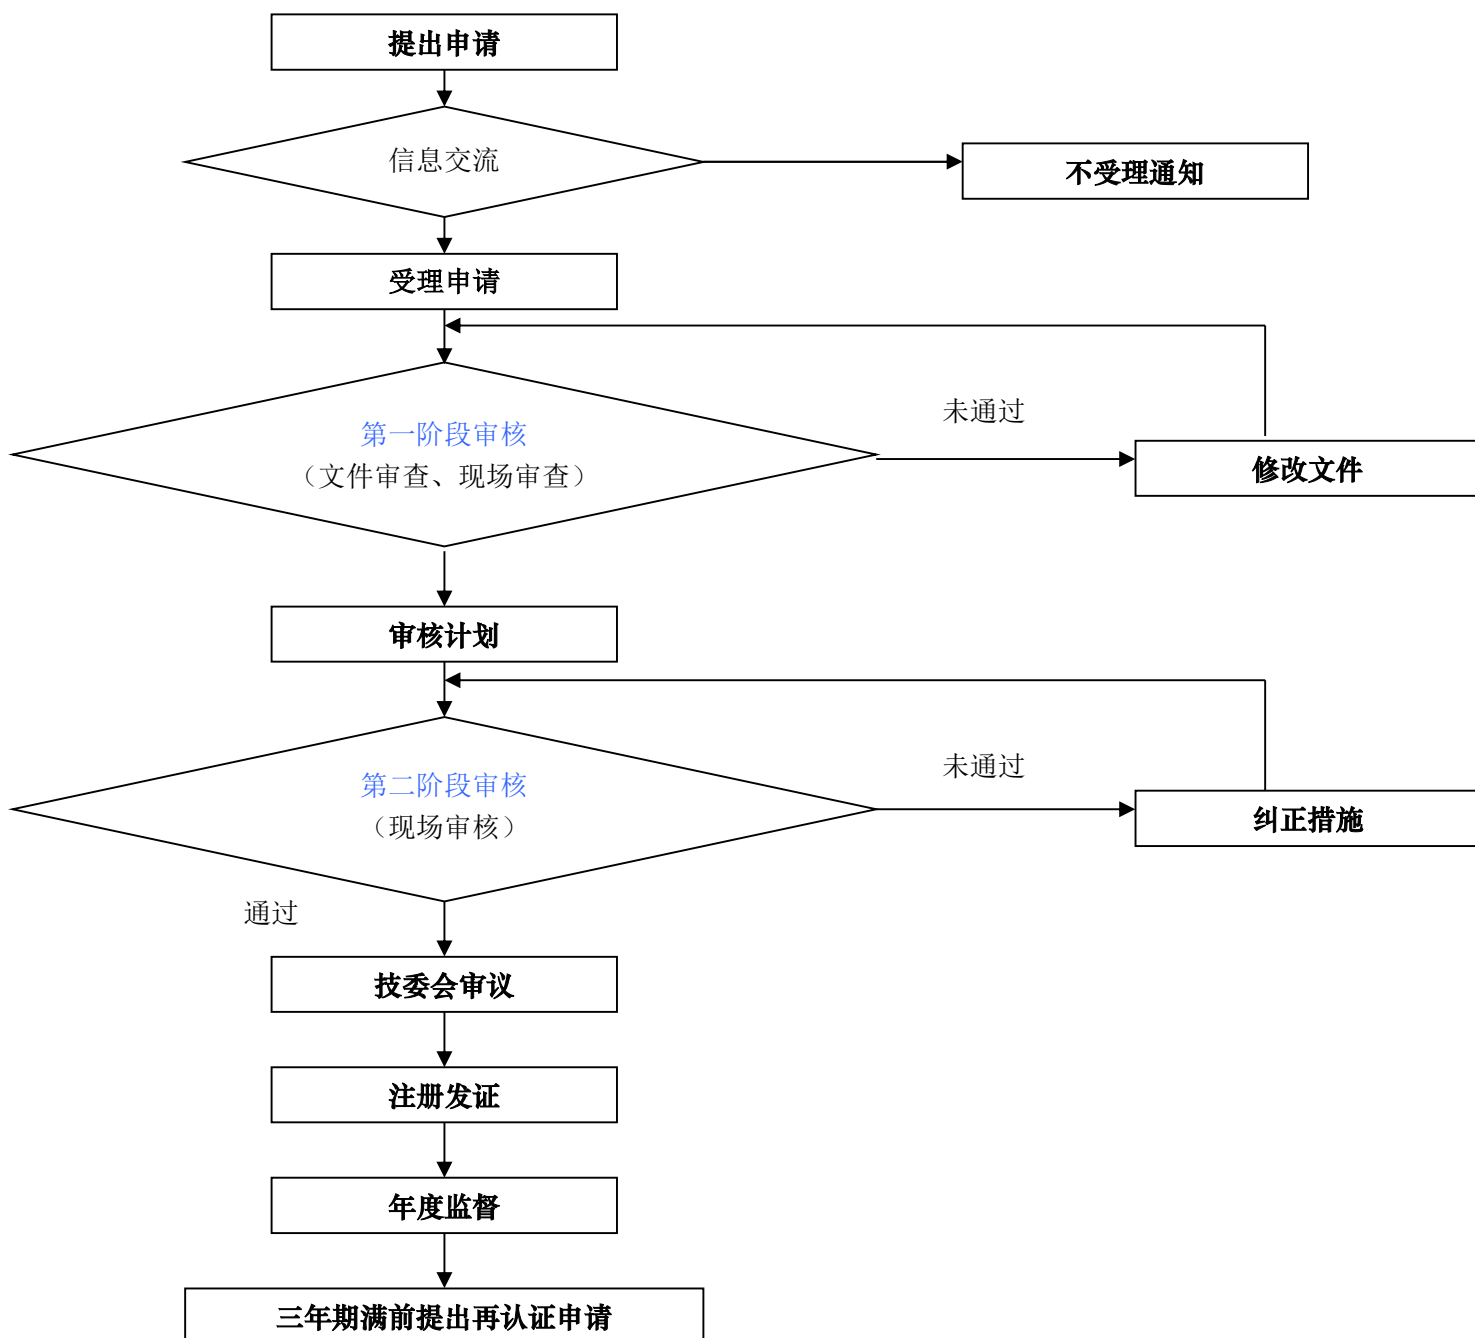 提出申请
信息交流
不受理通知
受理申请
未通过
第一阶段审核
（文件审查、现场审查）
修改文件
审核计划
未通过
第二阶段审核
（现场审核）
纠正措施
通过
技委会审议
注册发证
年度监督
三年期满前提出再认证申请